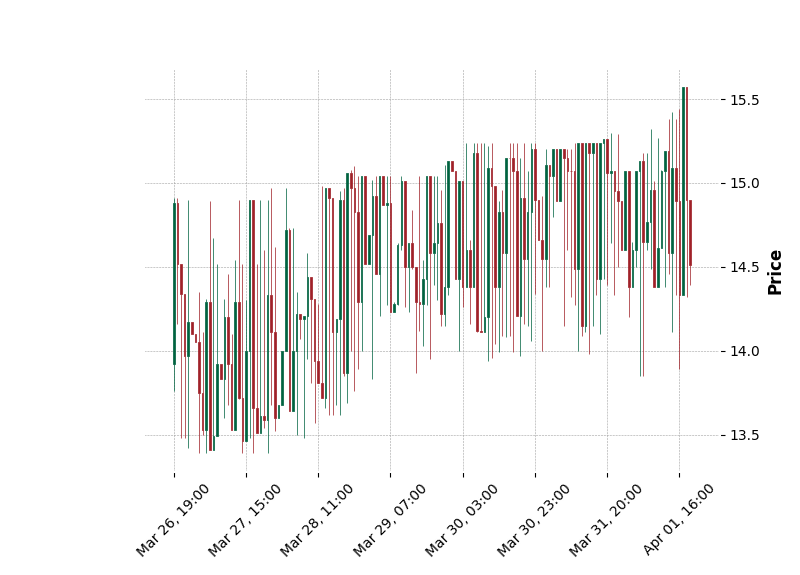 15.5
15.0
14.5
14.0
13.5
Price
Mar 26, 19:00
Mar 27, 15:00
Mar 28, 11:00
Mar 29, 07:00
Mar 30, 03:00
Mar 30, 23:00
Mar 31, 20:00
Apr 01, 16:00